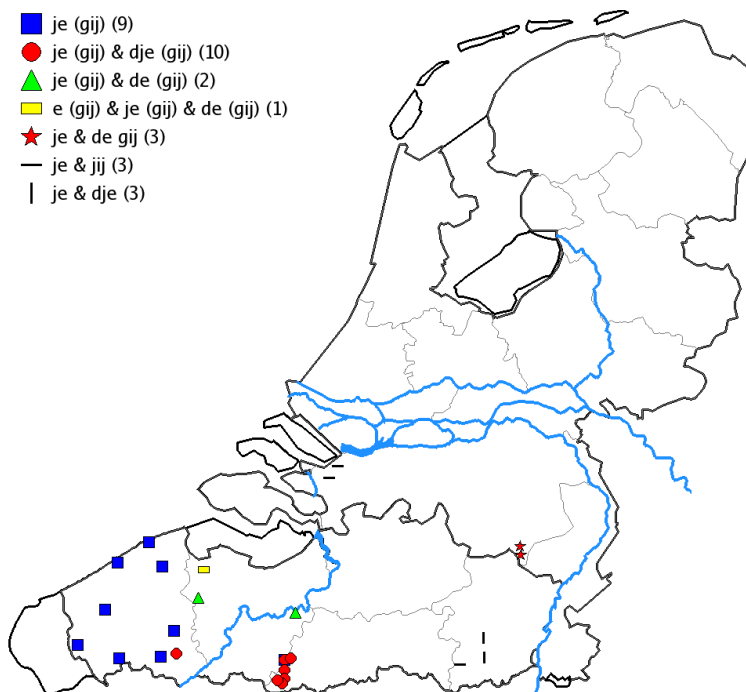 je (gij) (9)
je (gij) & dje (gij) (10)
je (gij) & de (gij) (2)
e (gij) & je (gij) & de (gij) (1)
je & de gij (3)
je & jij (3)
je & dje (3)